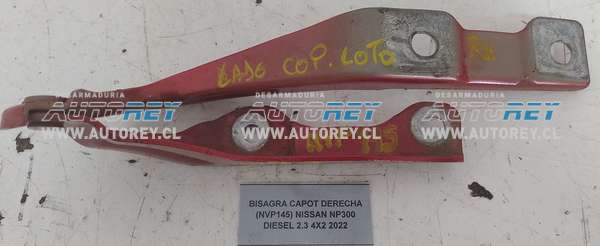 LADO COP. LOTO
DESARMADURIA DESARMADURIA DESARMADURIA
AUTOREY AUTOREY AUTOREY
WWW.AUTOREY.CL WWW.AUTOREY.CL WWW.AUTOREY.CL
BISAGRA CAPOT DERECHA
(NVP145) NISSAN NP300
DIESEL 2.3 4X2 2022